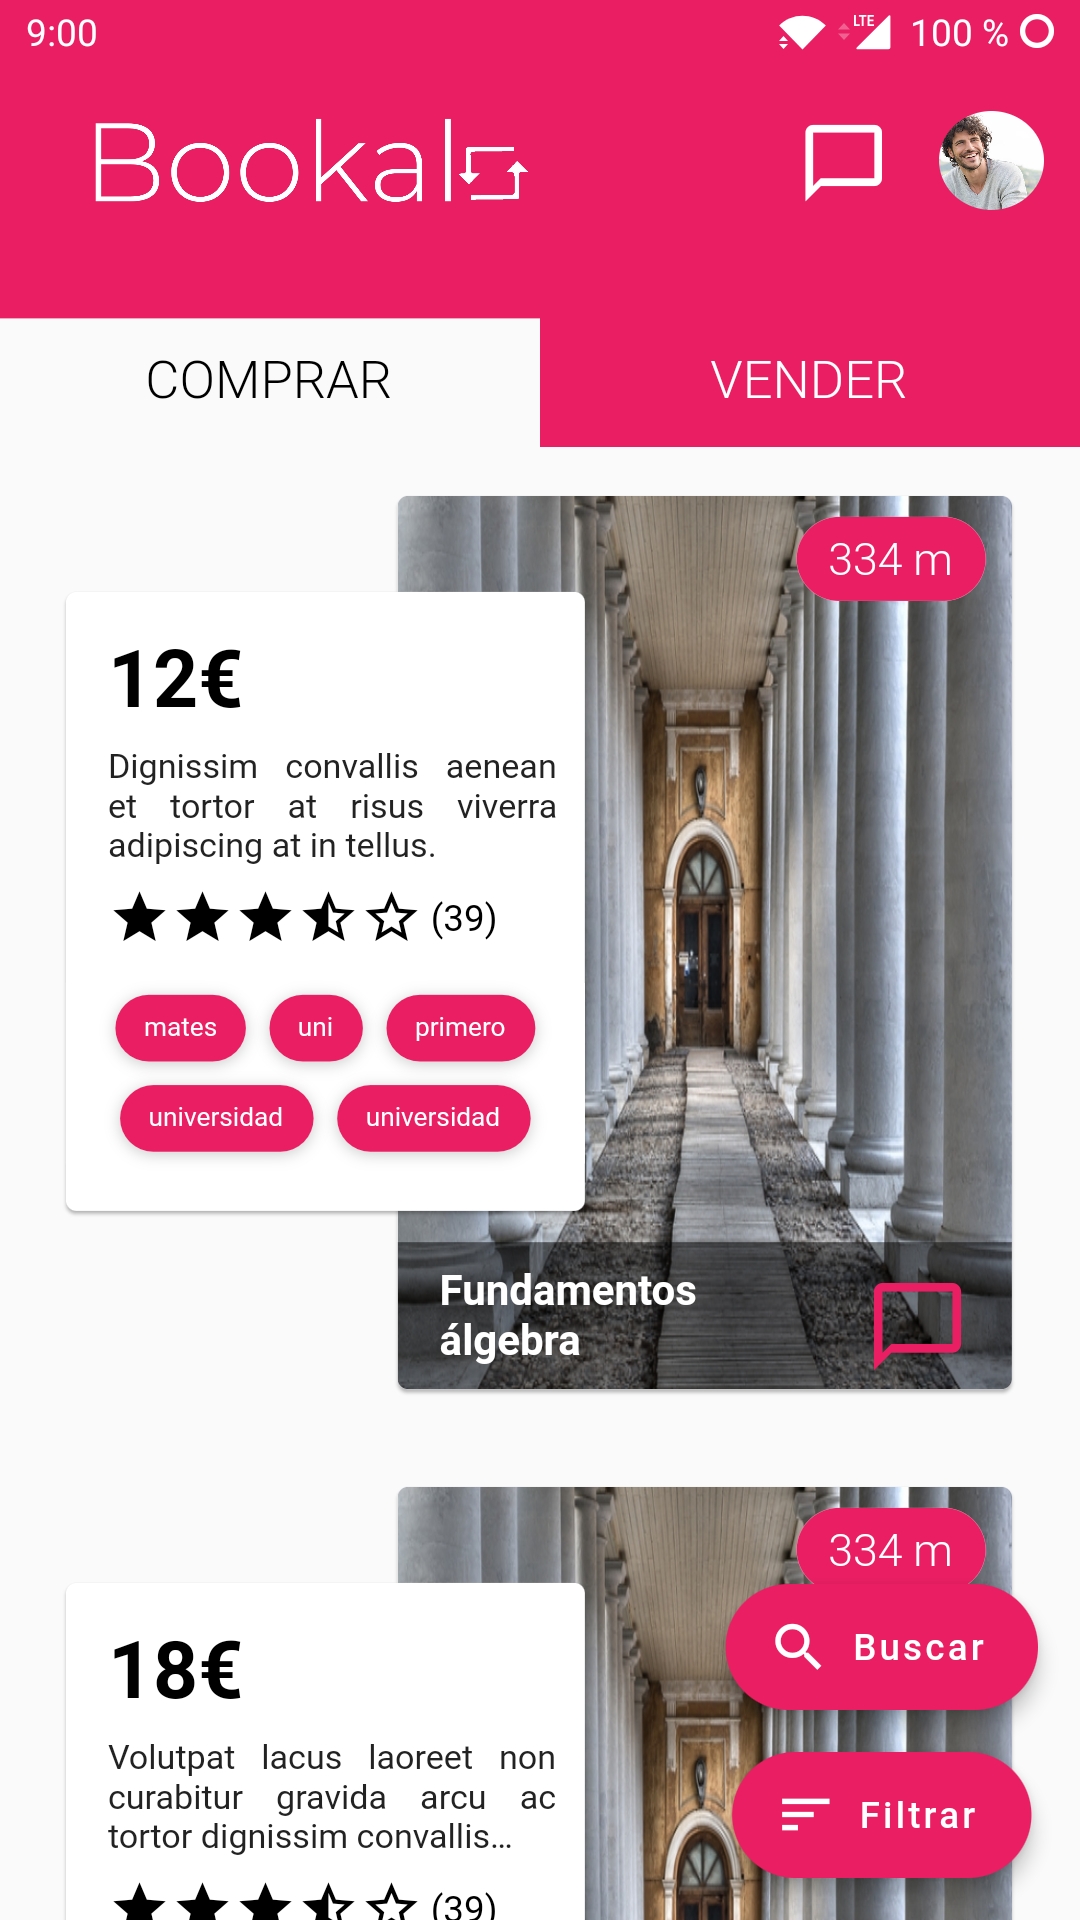 9:00 LTE 100 %
Bookal
COMPRAR VENDER
334 m
12€
Dignissim convallis aenean
et tortor at risus viverra
adipiscing at in tellus.
(39)
mates uni primero
universidad universidad
Fundamentos
álgebra
334 m
18€
Buscar
Volutpat lacus laoreet non
curabitur gravida arcu ac
tortor dignissim convallis…
Filtrar
(39)